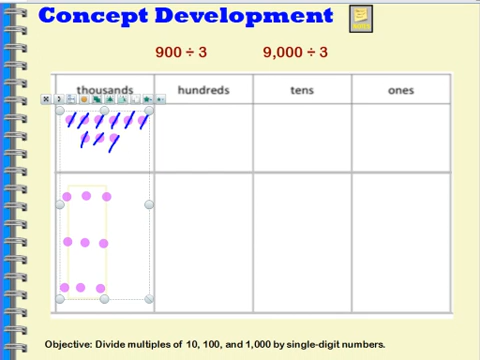 Concept Development
900 ÷ 3 9,000 ÷ 3
thousands hundreds tens ones
Objective: Divide multiples of 10, 100, and 1,000 by single-digit numbers.